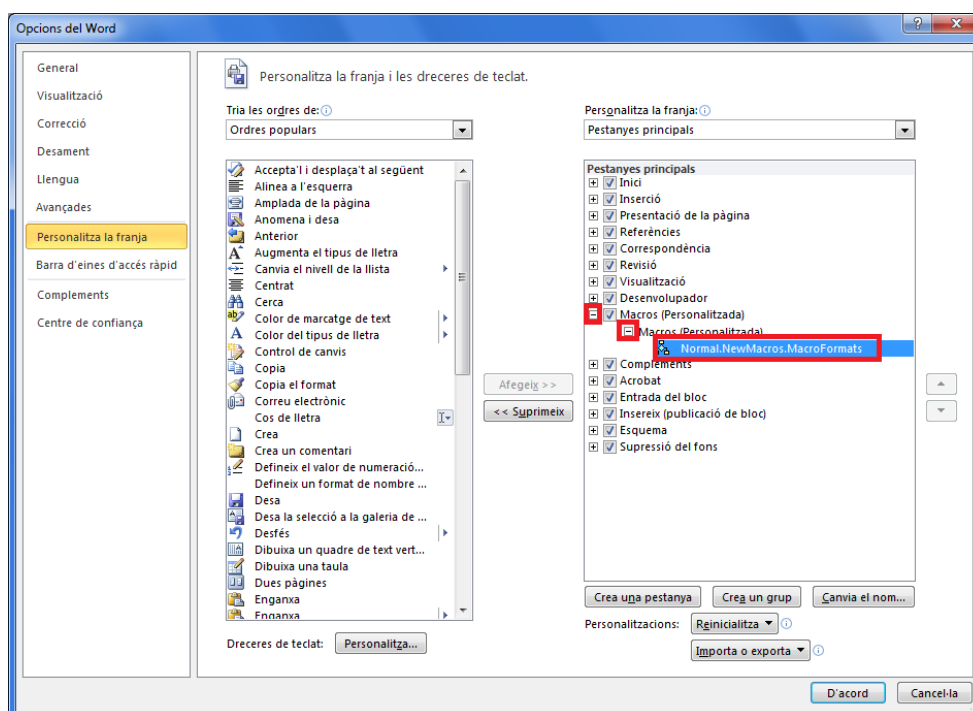 Opcions del Word
General
Visualització
Correcció
Desament
Llengua
Avançades
Personalitza la franja
Barra d'eines d'accés ràpid
Complements
Centre de confiança
Personalitza la franja i les dreceres de teclat.
Tria les ordres de:
Ordres populars
Accepta'l i desplaça't al següent
Alinea a l'esquerra
Amplada de la pàgina
Anomena i desa
Anterior
Augmenta el tipus de lletra
Canvia el nivell de la llista
Centrat
Cerca
Color de marcatge de text
Color del tipus de lletra
Control de canvis
Copia
Copia el format
Correu electrònic
Cos de lletra
Crea
Crea un comentari
Defineix el valor de numeració...
Defineix un format de nombre ...
Desa
Desa la selecció a la galeria de ...
Desfés
Dibuixa un quadre de text vert...
Dibuixa una taula
Dues pàgines
Enganxa
Enganxa
Dreceres de teclat: Personalitza...
Afegeix >>
<< Suprimeix
Personalitza la franja:
Pestanyes principals
Pestanyes principals
Inici
Inserció
Presentació de la pàgina
Referències
Correspondència
Revisió
Visualització
Desenvolupador
Macros (Personalitzada)
Macros (Personalitzada)
Normal.NewMacros.MacroFormats
Complements
Acrobat
Entrada del bloc
Insereix (publicació de bloc)
Esquema
Supressió del fons
Crea una pestanya Crea un grup Canvia el nom...
Personalitzacions: Reinicialitza
Importa o exporta
D'acord Cancel·la